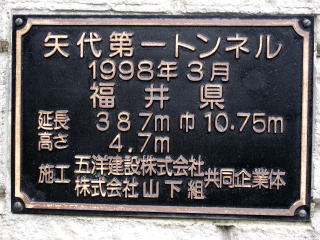 矢代第一トンネル
1998年3月
福井県
延長 387m 巾10.75m
高さ 4.7m
施工 五洋建設株式会社 株式会社山下組 共同企業体